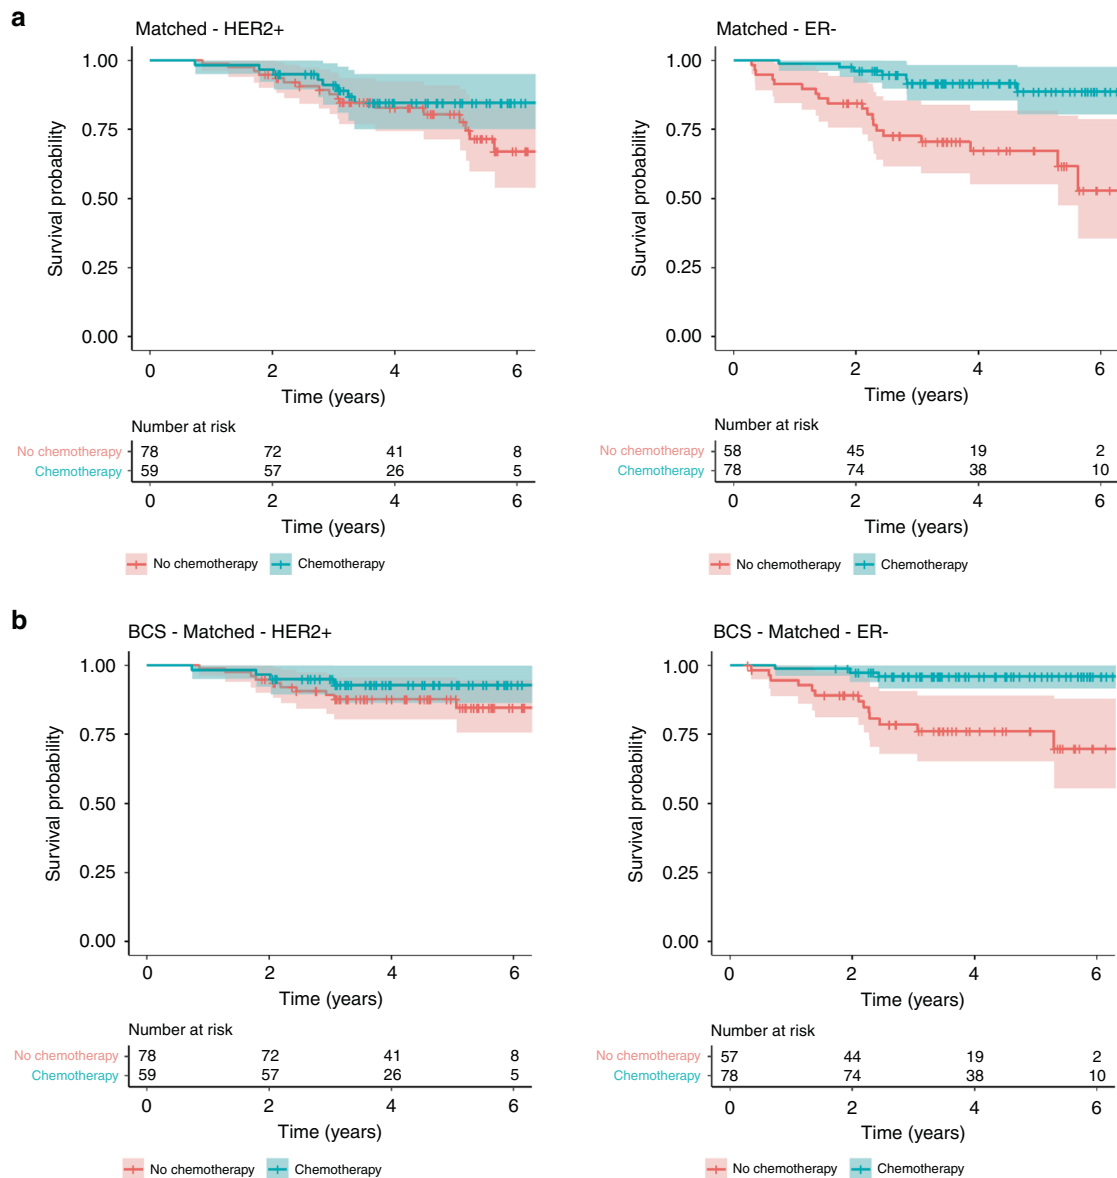 a
Matched - HER2+
1.00
0.75
0.50
0.25
0.00
Survival probability
0 2 4 6
Time (years)
Number at risk
No chemotherapy 78 72 41 8
Chemotherapy 59 57 26 5
0 2 4 6
Time (years)
No chemotherapy Chemotherapy
Matched - ER-
1.00
0.75
0.50
0.25
0.00
Survival probability
0 2 4 6
Time (years)
Number at risk
No chemotherapy 58 45 19 2
Chemotherapy 78 74 38 10
0 2 4 6
Time (years)
No chemotherapy Chemotherapy
b
BCS - Matched - HER2+
1.00
0.75
0.50
0.25
0.00
Survival probability
0 2 4 6
Time (years)
Number at risk
No chemotherapy 78 72 41 8
Chemotherapy 59 57 26 5
0 2 4 6
Time (years)
No chemotherapy Chemotherapy
BCS - Matched - ER-
1.00
0.75
0.50
0.25
0.00
Survival probability
0 2 4 6
Time (years)
Number at risk
No chemotherapy 57 44 19 2
Chemotherapy 78 74 38 10
0 2 4 6
Time (years)
No chemotherapy Chemotherapy